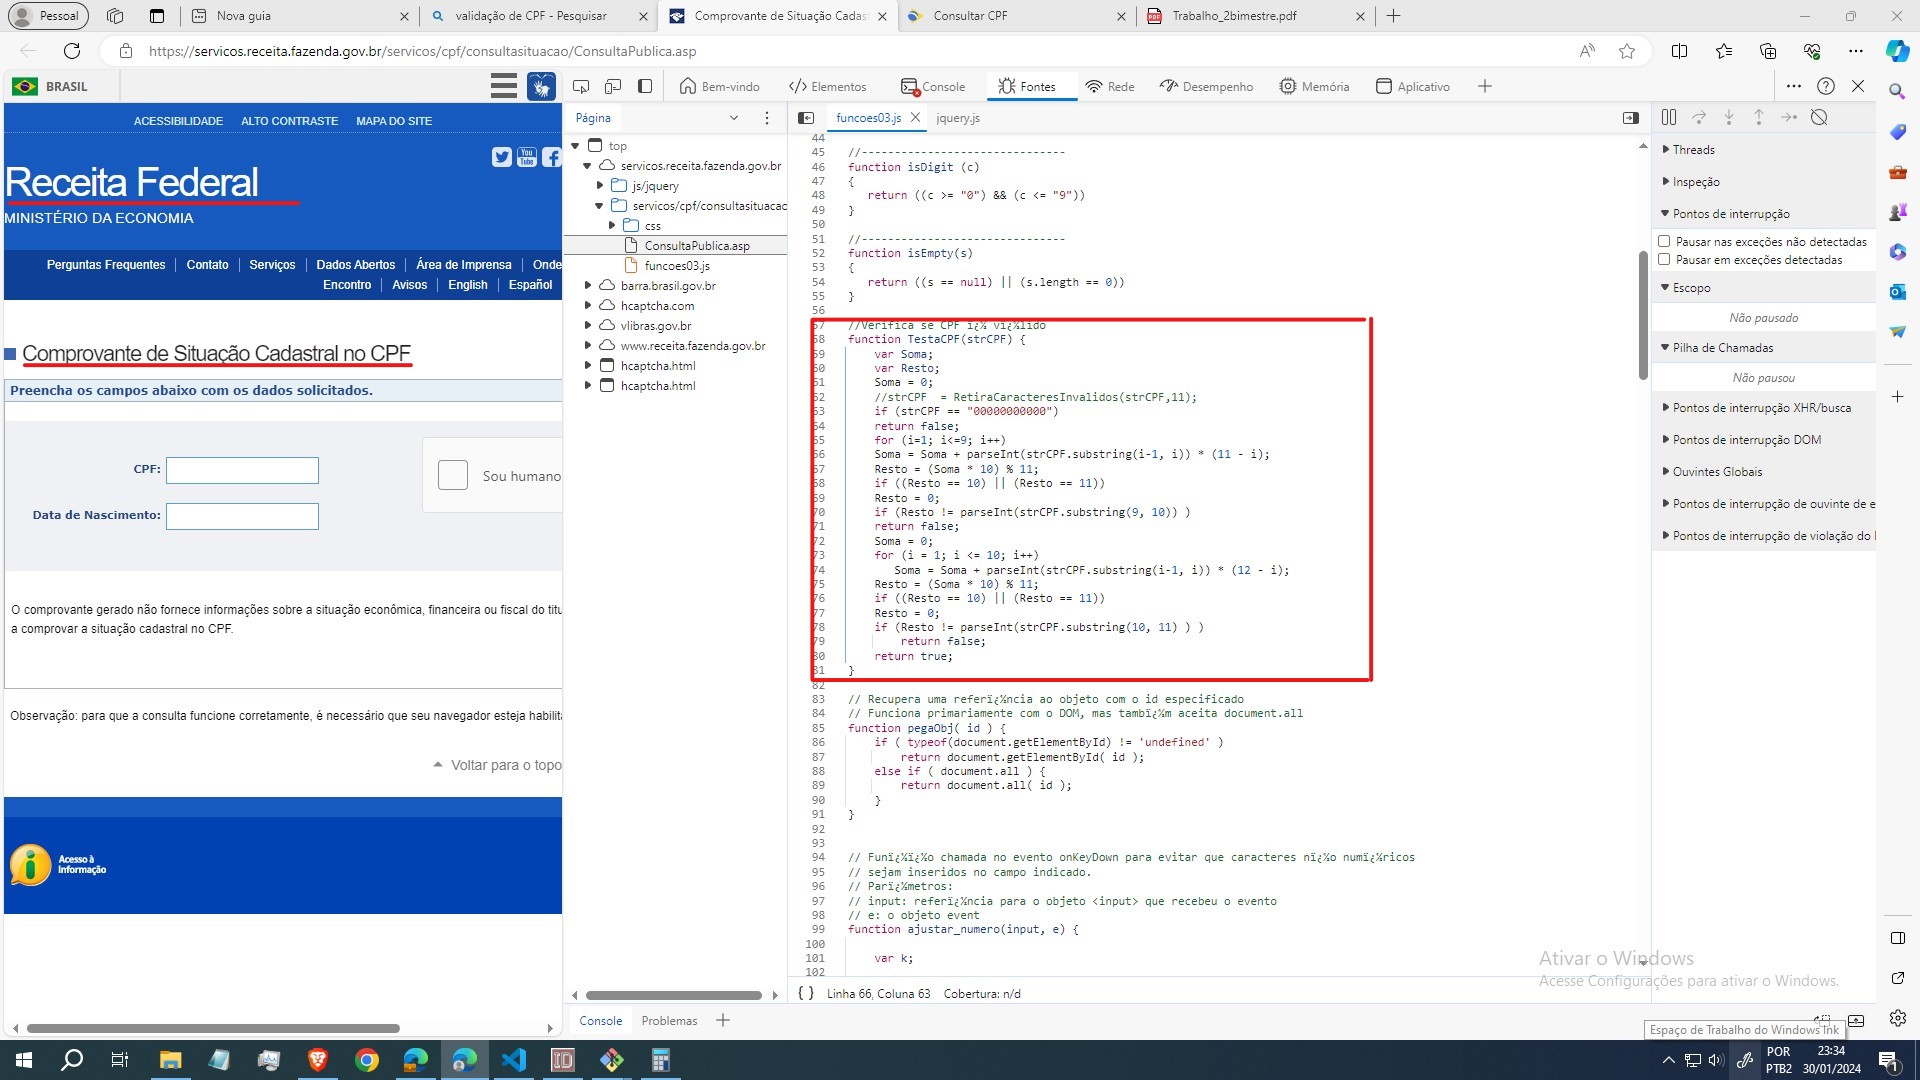 Pessoal
Nova guia
validação de CPF - Pesquisar
Comprovante de Situação Cadas
Consultar CPF
Trabalho_2bimestre.pdf
https://servicos.receita.fazenda.gov.br/servicos/cpf/consultasituacao/ConsultaPublica.asp
BRASIL
ACESSIBILIDADE ALTO CONTRASTE MAPA DO SITE
Receita Federal
MINISTÉRIO DA ECONOMIA
Perguntas Frequentes Contato Serviços Dados Abertos Área de Imprensa Onde
Encontro Avisos English Español
Comprovante de Situação Cadastral no CPF
Preencha os campos abaixo com os dados solicitados.
CPF:
Sou humano
Data de Nascimento:
O comprovante gerado não fornece informações sobre a situação econômica, financeira ou fiscal do titu
a comprovar a situação cadastral no CPF.
Observação: para que a consulta funcione corretamente, é necessário que seu navegador esteja habilit
Voltar para o topo
Acesso à
Informação
Bem-vindo Elementos Console Fontes Rede Desempenho Memória Aplicativo
Página
top
servicos.receita.fazenda.gov.br
js/jquery
servicos/cpf/consultasituacao
css
ConsultaPublica.asp
funcoes03.js
barra.brasil.gov.br
hcaptcha.com
vlibras.gov.br
www.receita.fazenda.gov.br
hcaptcha.html
hcaptcha.html
funcoes03.js jquery.js
44
45 //-------------------------------
46 function isDigit (c)
47 {
48 return ((c >= "0") && (c <= "9"))
49 }
50
51 //-------------------------------
52 function isEmpty(s)
53 {
54 return ((s == null) || (s.length == 0))
55 }
56
57 //Verifica se CPF ï¿½ vï¿½lido
58 function TestaCPF(strCPF) {
59 var Soma;
60 var Resto;
61 Soma = 0;
62 //strCPF  = RetiraCaracteresInvalidos(strCPF,11);
63 if (strCPF == "00000000000")
64 return false;
65 for (i=1; i<=9; i++)
66 Soma = Soma + parseInt(strCPF.substring(i-1, i)) * (11 - i);
67 Resto = (Soma * 10) % 11;
68 if ((Resto == 10) || (Resto == 11))
69 Resto = 0;
70 if (Resto != parseInt(strCPF.substring(9, 10)) )
71 return false;
72 Soma = 0;
73 for (i = 1; i <= 10; i++)
74 Soma = Soma + parseInt(strCPF.substring(i-1, i)) * (12 - i);
75 Resto = (Soma * 10) % 11;
76 if ((Resto == 10) || (Resto == 11))
77 Resto = 0;
78 if (Resto != parseInt(strCPF.substring(10, 11) ) )
79 return false;
80 return true;
81 }
82
83 // Recupera uma referï¿½ncia ao objeto com o id especificado
84 // Funciona primariamente com o DOM, mas tambï¿½m aceita document.all
85 function pegaObj( id ) {
86 if ( typeof(document.getElementById) != 'undefined' )
87 return document.getElementById( id );
88 else if ( document.all ) {
89 return document.all( id );
90 }
91 }
92
93
94 // Funï¿½ï¿½o chamada no evento onKeyDown para evitar que caracteres nï¿½o numï¿½ricos
95 // sejam inseridos no campo indicado.
96 // Parï¿½metros:
97 // input: referï¿½ncia para o objeto <input> que recebeu o evento
98 // e: o objeto event
99 function ajustar_numero(input, e) {
100
101 var k;
102
{ } Linha 66, Coluna 63 Cobertura: n/d
Console Problemas
Threads
Inspeção
Pontos de interrupção
Pausar nas exceções não detectadas
Pausar em exceções detectadas
Escopo
Não pausado
Pilha de Chamadas
Não pausou
Pontos de interrupção XHR/busca
Pontos de interrupção DOM
Ouvintes Globais
Pontos de interrupção de ouvinte de e
Pontos de interrupção de violação do
Ativar o Windows
Acesse Configurações para ativar o Windows.
Espaço de Trabalho do Windows Ink
POR
PTB2
23:34
30/01/2024
1